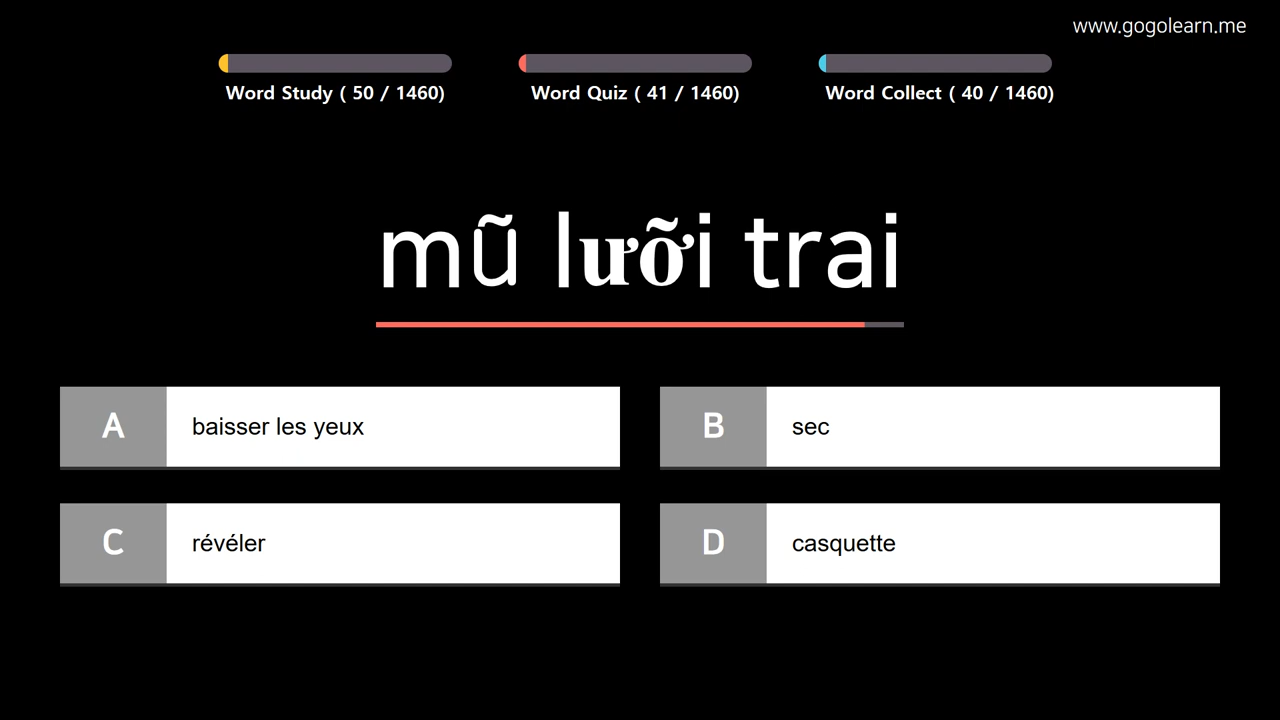 www.gogolearn.me
Word Study ( 50 / 1460)
Word Quiz ( 41 / 1460)
Word Collect ( 40 / 1460)
mũ lưỡi trai
A baisser les yeux
B sec
C révéler
D casquette